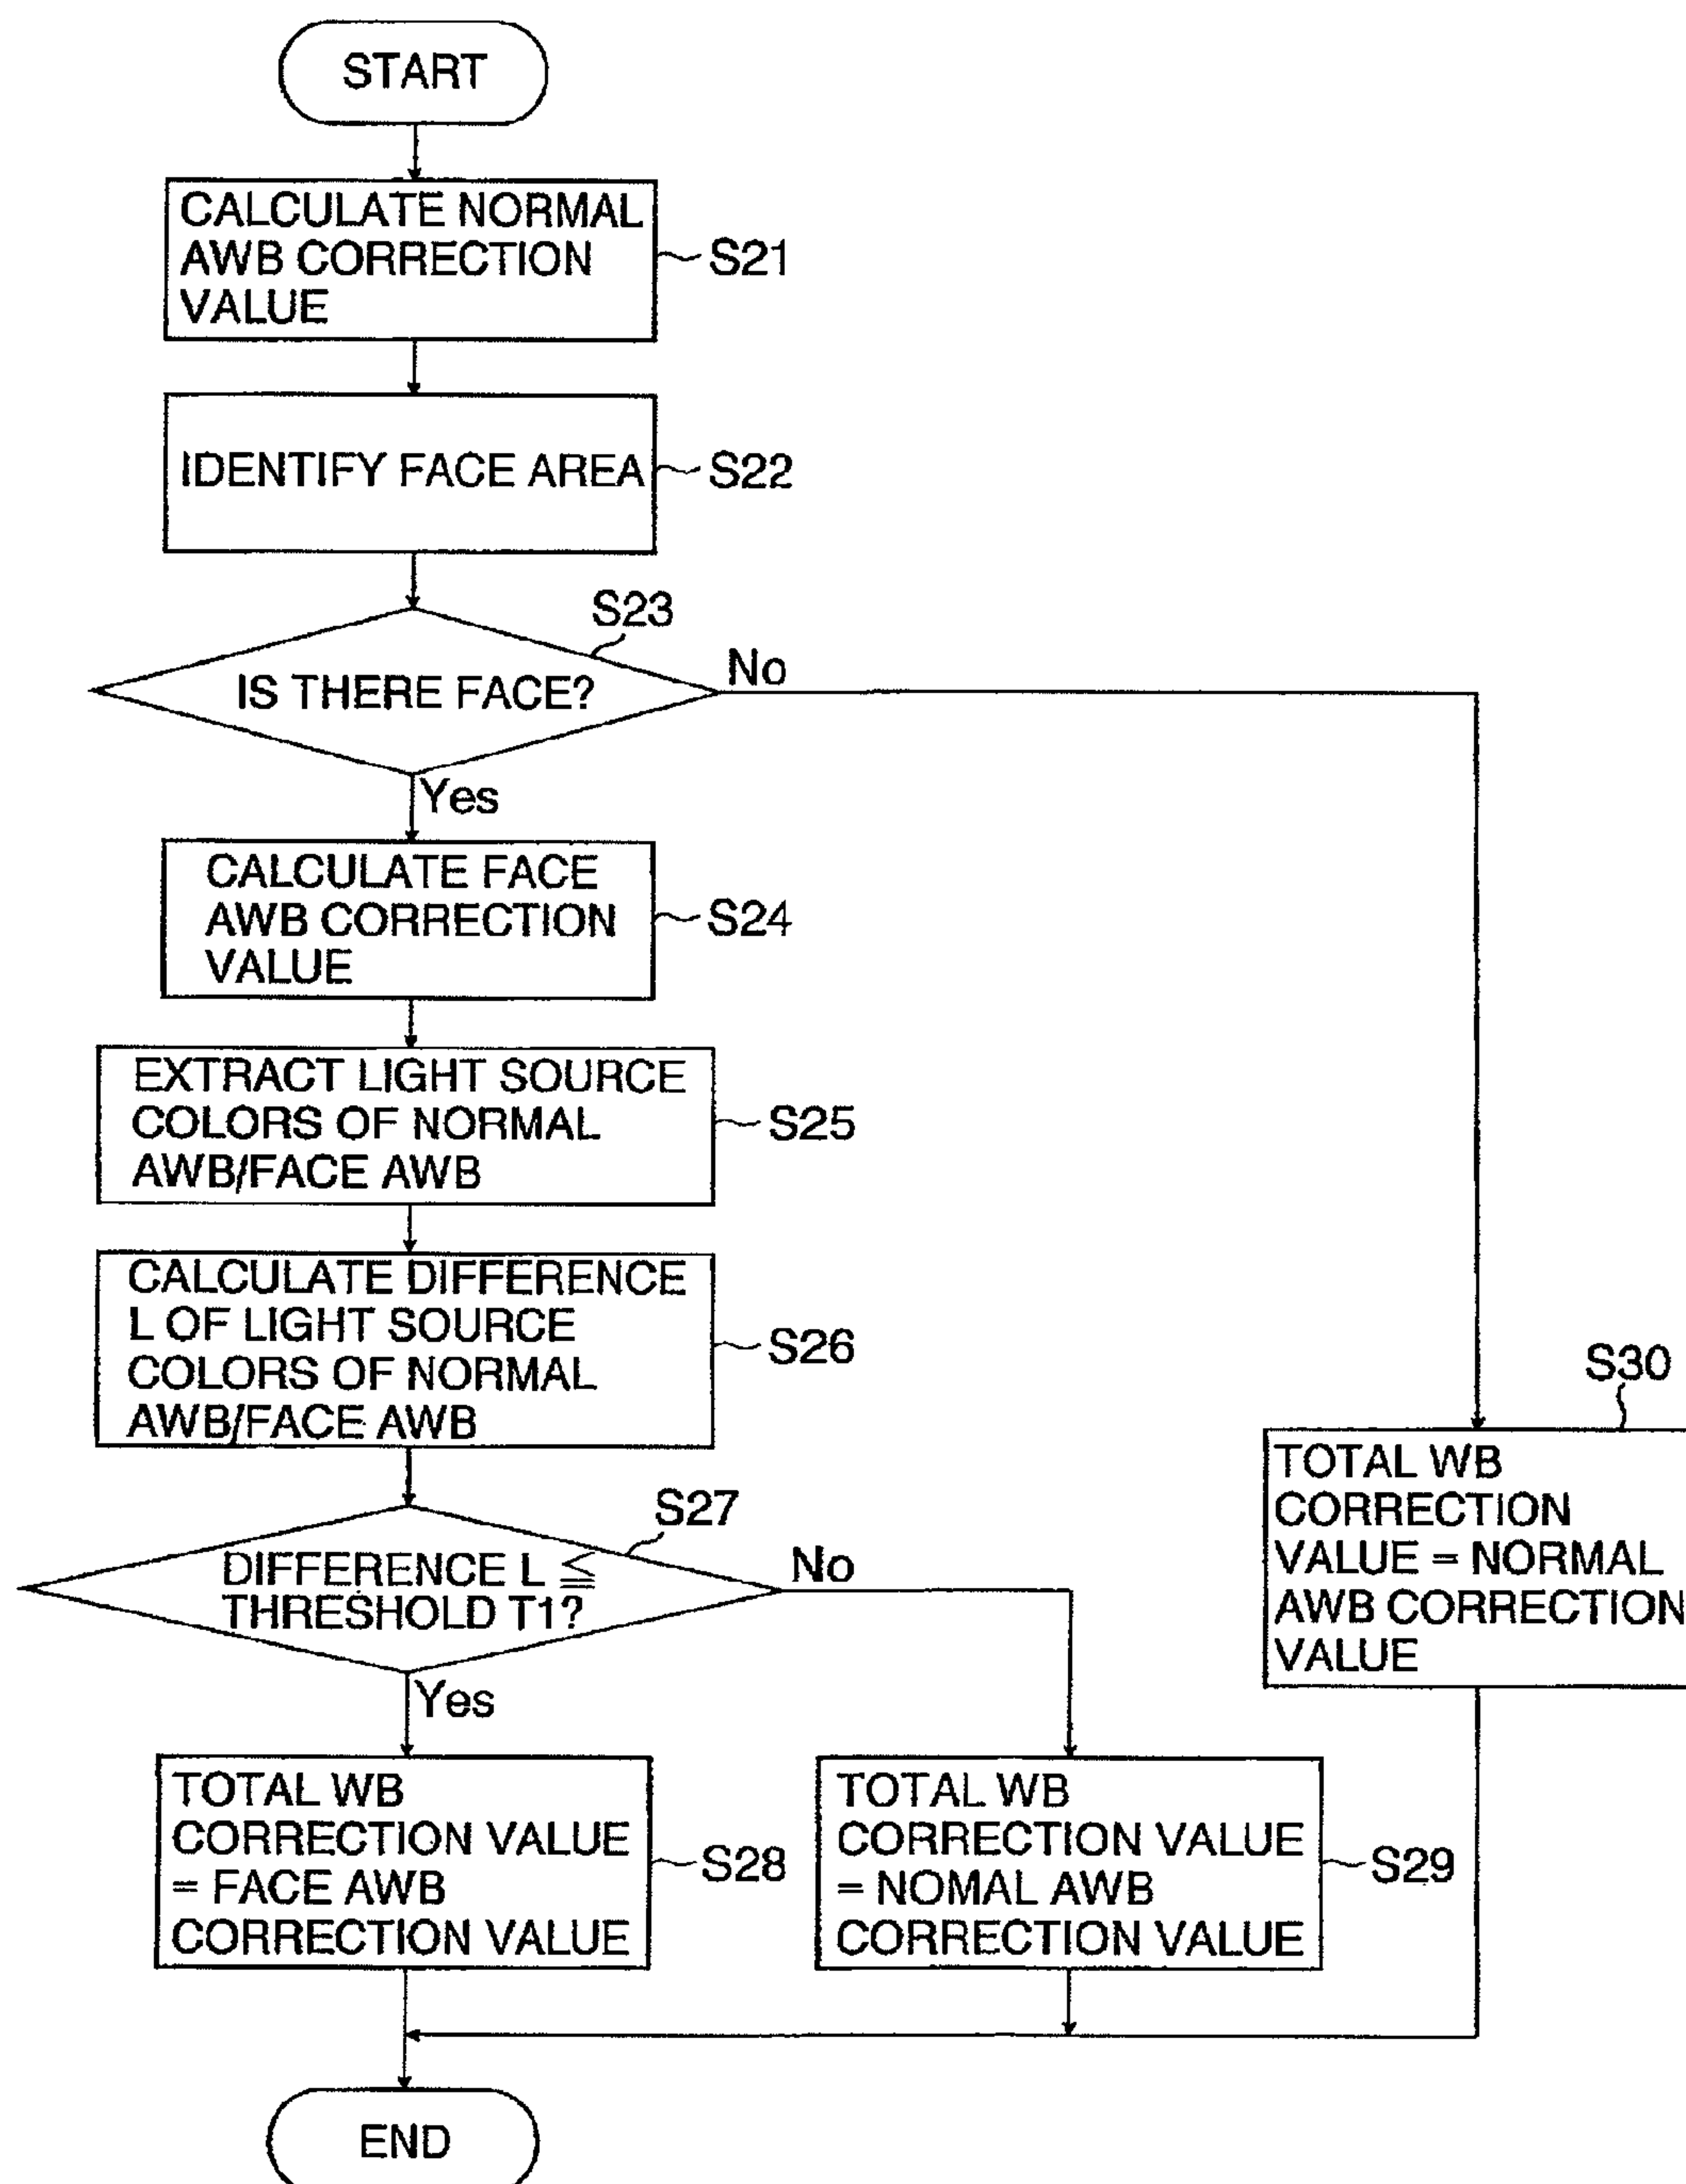 START
CALCULATE NORMAL
AWB CORRECTION
VALUE
S21
IDENTIFY FACE AREA
S22
S23
IS THERE FACE?
No
Yes
CALCULATE FACE
AWB CORRECTION
VALUE
S24
EXTRACT LIGHT SOURCE
COLORS OF NORMAL
AWB/FACE AWB
S25
CALCULATE DIFFERENCE
L OF LIGHT SOURCE
COLORS OF NORMAL
AWB/FACE AWB
S26
S27
DIFFERENCE L ≦
THRESHOLD T1?
No
Yes
TOTAL WB
CORRECTION VALUE
= FACE AWB
CORRECTION VALUE
S28
TOTAL WB
CORRECTION VALUE
= NOMAL AWB
CORRECTION VALUE
S29
S30
TOTAL WB
CORRECTION
VALUE = NORMAL
AWB CORRECTION
VALUE
END